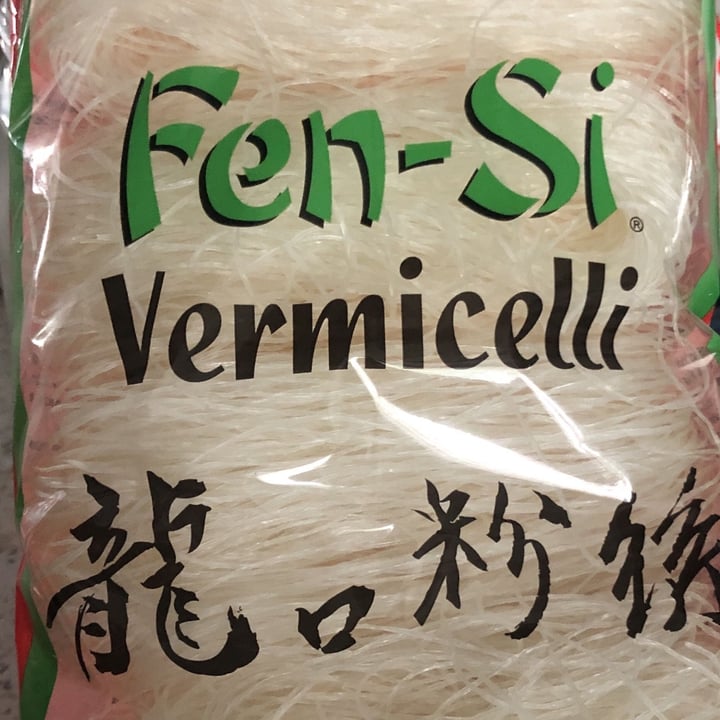 Fen-Si®
Vermicelli
龍口粉